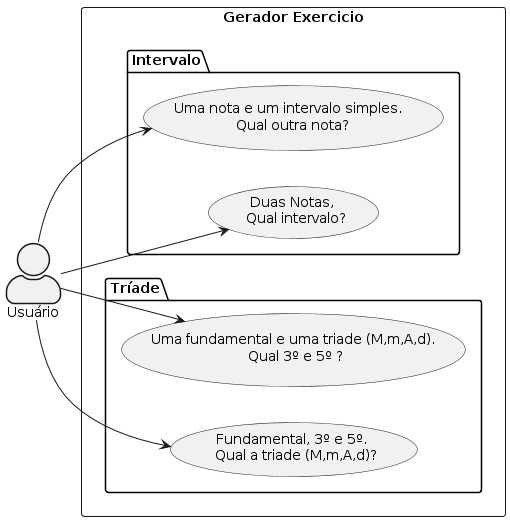 Gerador Exercicio
Intervalo
Uma nota e um intervalo simples.
Qual outra nota?
Duas Notas,
Qual intervalo?
Usuário
Tríade
Uma fundamental e uma triade (M,m,A,d).
Qual 3º e 5º ?
Fundamental, 3º e 5º.
Qual a triade (M,m,A,d)?